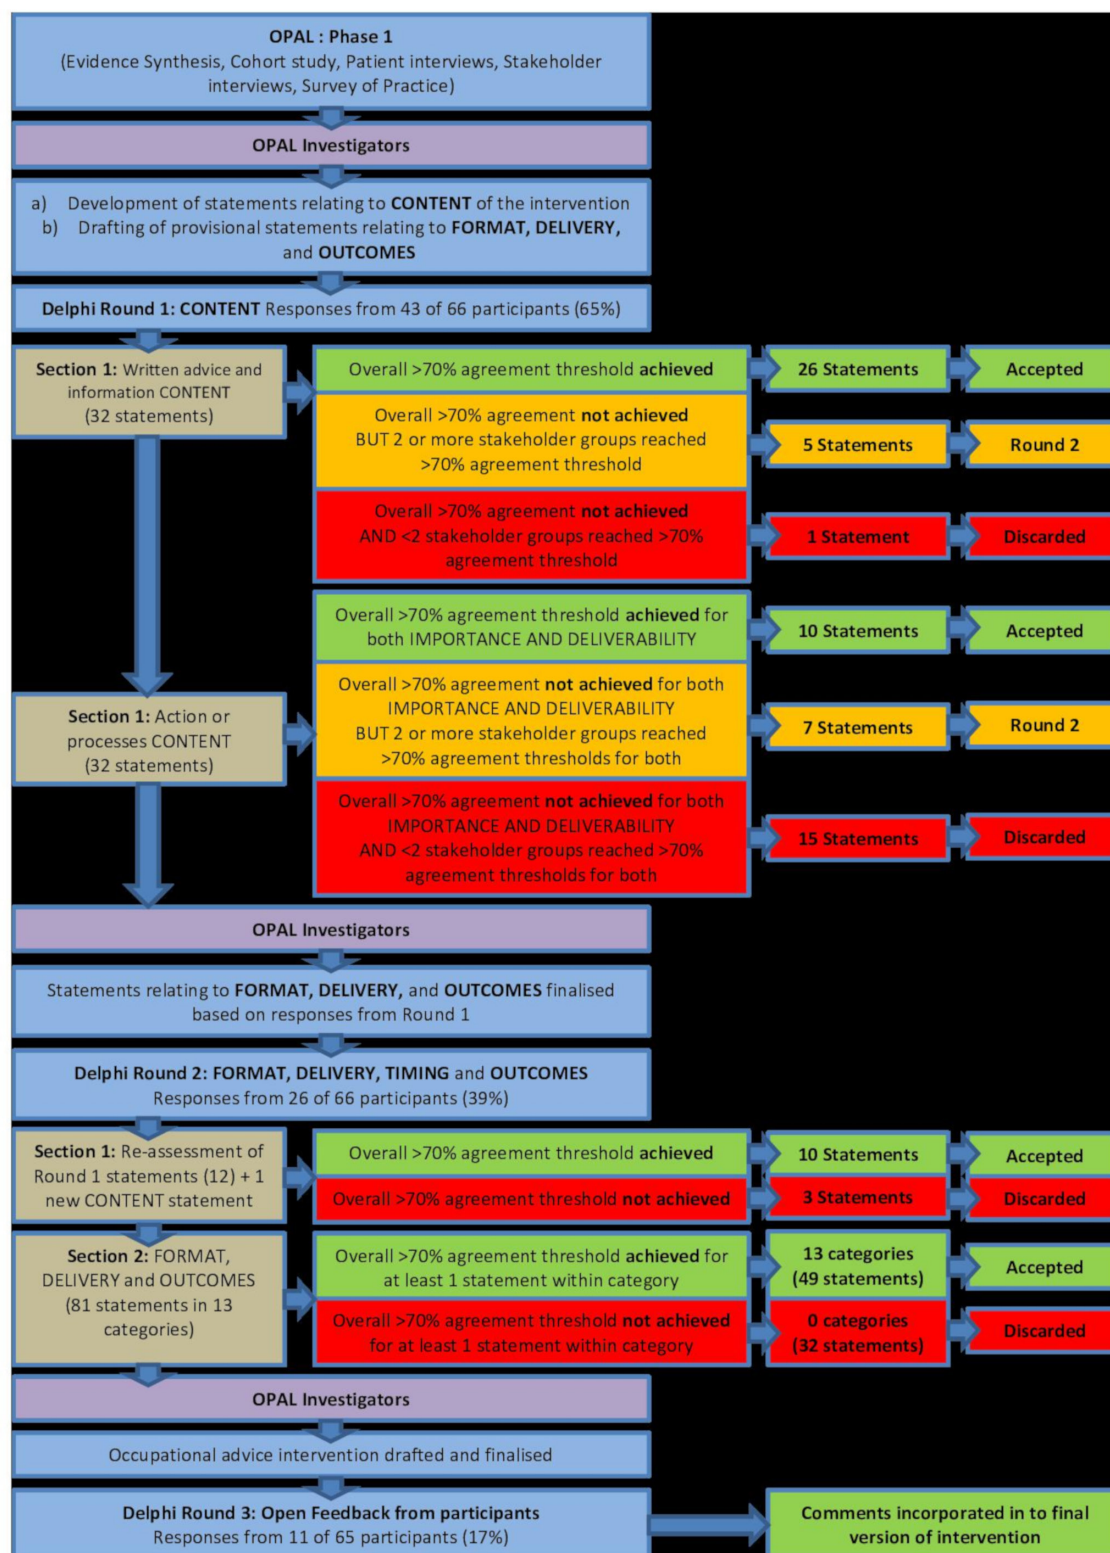 OPAL : Phase 1
(Evidence Synthesis, Cohort study, Patient interviews, Stakeholder
interviews, Survey of Practice)
OPAL Investigators
a) Development of statements relating to CONTENT of the intervention
b) Drafting of provisional statements relating to FORMAT, DELIVERY,
and OUTCOMES
Delphi Round 1: CONTENT Responses from 43 of 66 participants (65%)
Section 1: Written advice and
information CONTENT
(32 statements)
Overall >70% agreement threshold achieved
26 Statements
Accepted
Overall >70% agreement not achieved
BUT 2 or more stakeholder groups reached
>70% agreement threshold
5 Statements
Round 2
Overall >70% agreement not achieved
AND <2 stakeholder groups reached >70%
agreement threshold
1 Statement
Discarded
Section 1: Action or
processes CONTENT
(32 statements)
Overall >70% agreement threshold achieved for
both IMPORTANCE AND DELIVERABILITY
10 Statements
Accepted
Overall >70% agreement not achieved for both
IMPORTANCE AND DELIVERABILITY
BUT 2 or more stakeholder groups reached
>70% agreement thresholds for both
7 Statements
Round 2
Overall >70% agreement not achieved for both
IMPORTANCE AND DELIVERABILITY
AND <2 stakeholder groups reached >70%
agreement thresholds for both
15 Statements
Discarded
OPAL Investigators
Statements relating to FORMAT, DELIVERY, and OUTCOMES finalised
based on responses from Round 1
Delphi Round 2: FORMAT, DELIVERY, TIMING and OUTCOMES
Responses from 26 of 66 participants (39%)
Section 1: Re-assessment of
Round 1 statements (12) + 1
new CONTENT statement
Overall >70% agreement threshold achieved
10 Statements
Accepted
Overall >70% agreement threshold not achieved
3 Statements
Discarded
Section 2: FORMAT,
DELIVERY and OUTCOMES
(81 statements in 13
categories)
Overall >70% agreement threshold achieved for
at least 1 statement within category
13 categories
(49 statements)
Accepted
Overall >70% agreement threshold not achieved
for at least 1 statement within category
0 categories
(32 statements)
Discarded
OPAL Investigators
Occupational advice intervention drafted and finalised
Delphi Round 3: Open Feedback from participants
Responses from 11 of 65 participants (17%)
Comments incorporated in to final
version of intervention